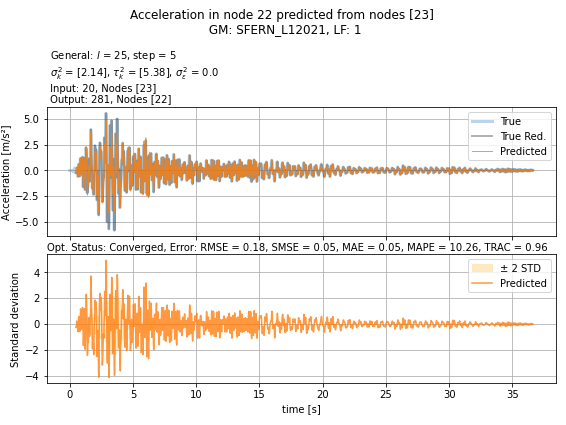 Acceleration in node 22 predicted from nodes [23]
GM: SFERN_L12021, LF: 1
General: l = 25, step = 5
σ²ₖ = [2.14], τ²ₖ = [5.38], σ²ε = 0.0
Input: 20, Nodes [23]
Output: 281, Nodes [22]
Acceleration [m/s²]
5.0
2.5
0.0
−2.5
−5.0
True
True Red.
Predicted
Opt. Status: Converged, Error: RMSE = 0.18, SMSE = 0.05, MAE = 0.05, MAPE = 10.26, TRAC = 0.96
Standard deviation
4
2
0
−2
−4
± 2 STD
Predicted
0 5 10 15 20 25 30 35
time [s]